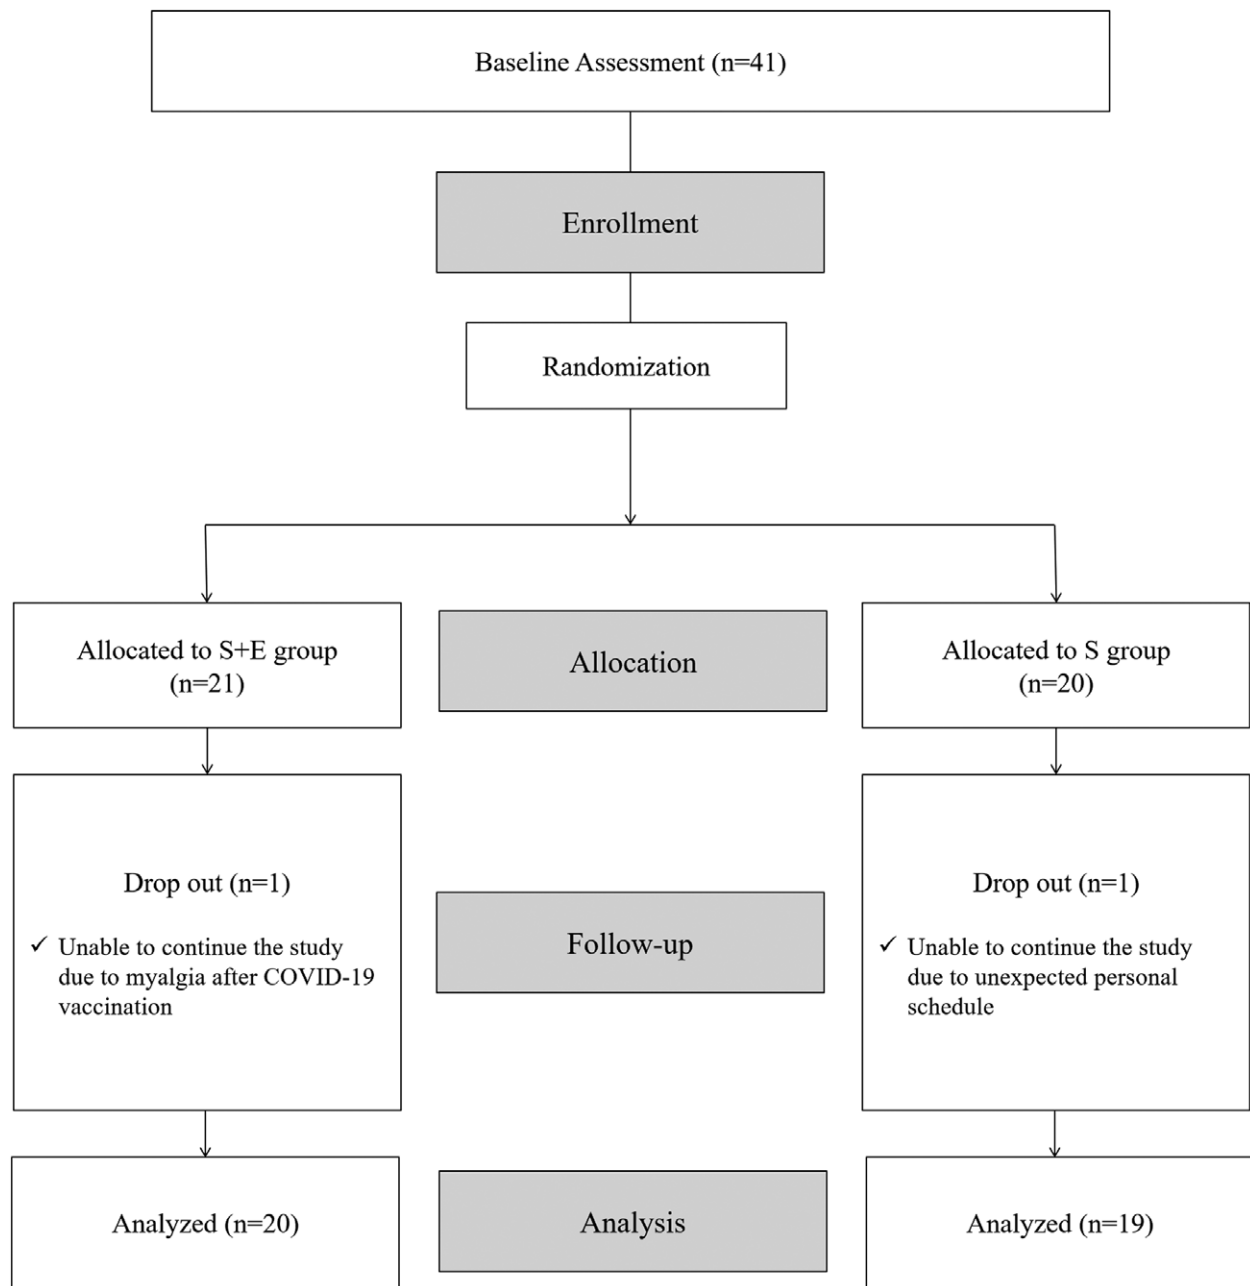 Baseline Assessment (n=41)
Enrollment
Randomization
Allocated to S+E group
(n=21)
Allocation
Allocated to S group
(n=20)
Drop out (n=1)
✓ Unable to continue the study
due to myalgia after COVID-19
vaccination
Follow-up
Drop out (n=1)
✓ Unable to continue the study
due to unexpected personal
schedule
Analyzed (n=20)
Analysis
Analyzed (n=19)